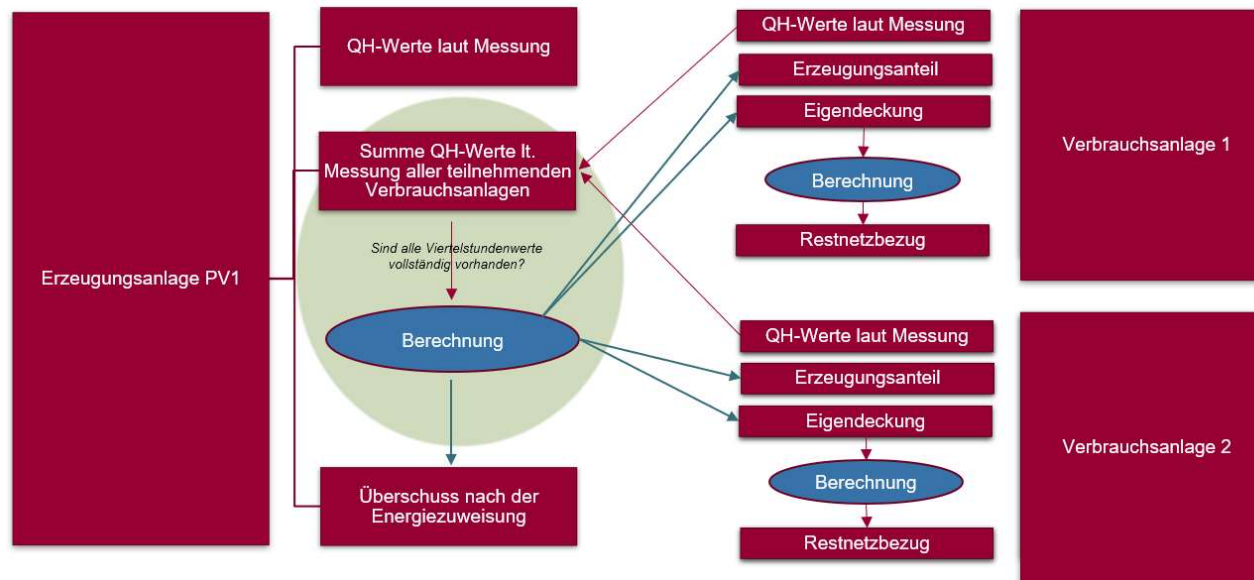 Erzeugungsanlage PV1
QH-Werte laut Messung
Summe QH-Werte lt.
Messung aller teilnehmenden
Verbrauchsanlagen
Sind alle Viertelstundenwerte
vollständig vorhanden?
Berechnung
Überschuss nach der
Energiezuweisung
QH-Werte laut Messung
Erzeugungsanteil
Eigendeckung
Berechnung
Restnetzbezug
Verbrauchsanlage 1
QH-Werte laut Messung
Erzeugungsanteil
Eigendeckung
Berechnung
Restnetzbezug
Verbrauchsanlage 2